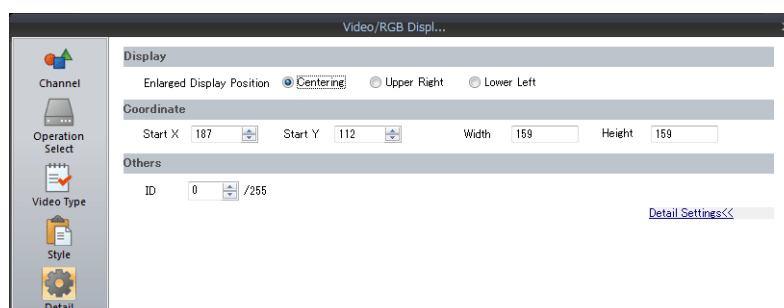 Video/RGB Displ...
Channel
Operation
Select
Video Type
Style
Detail
Display
Enlarged Display Position Centering Upper Right Lower Left
Coordinate
Start X 187 Start Y 112 Width 159 Height 159
Others
ID 0 /255
Detail Settings<<